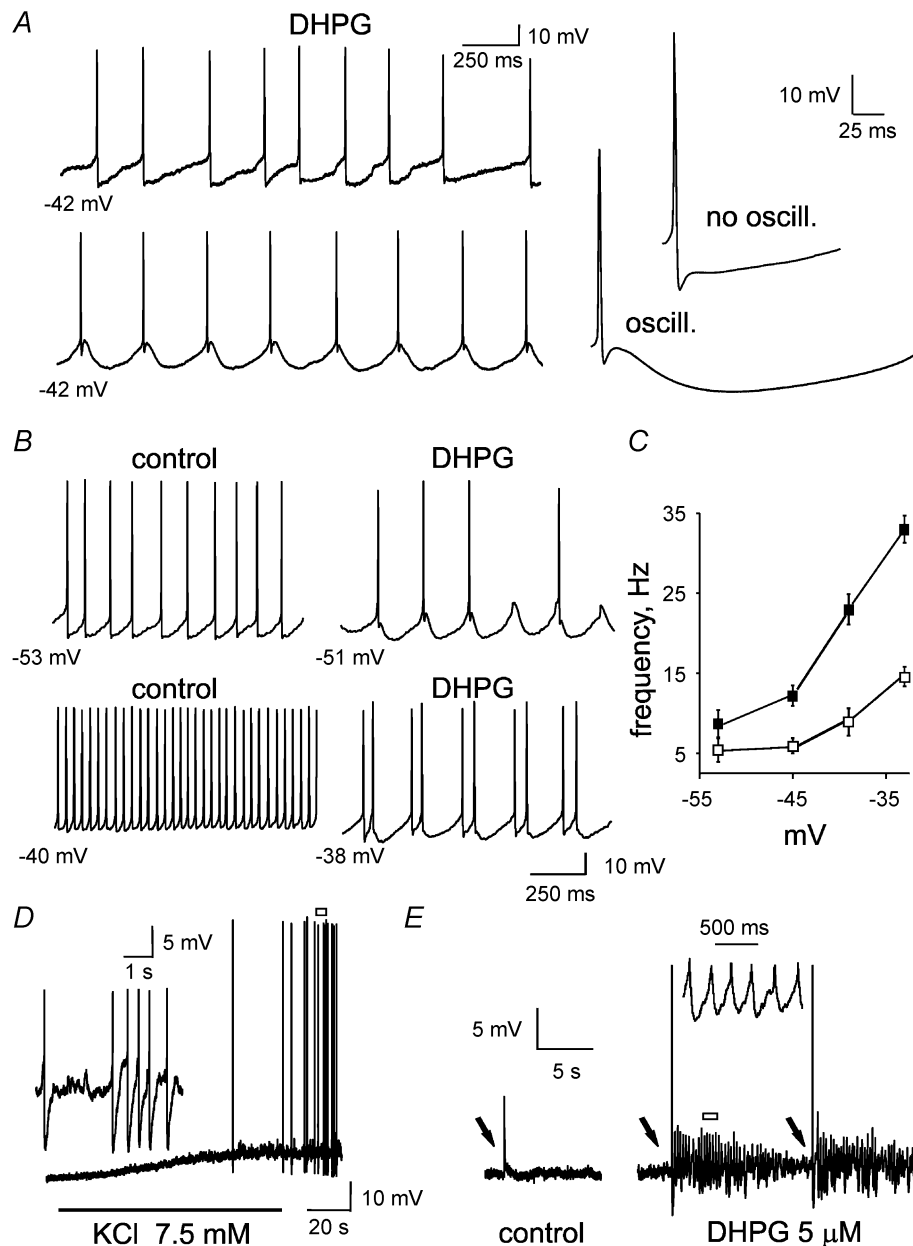 A
DHPG
10 mV
250 ms
-42 mV
-42 mV
10 mV
25 ms
no oscill.
oscill.
B
control
DHPG
-53 mV
-51 mV
control
DHPG
-40 mV
-38 mV
10 mV
250 ms
C
35
25
15
5
frequency, Hz
-55
-45
-35
mV
D
5 mV
1 s
10 mV
20 s
KCl 7.5 mM
E
500 ms
5 mV
5 s
control
DHPG 5 μM